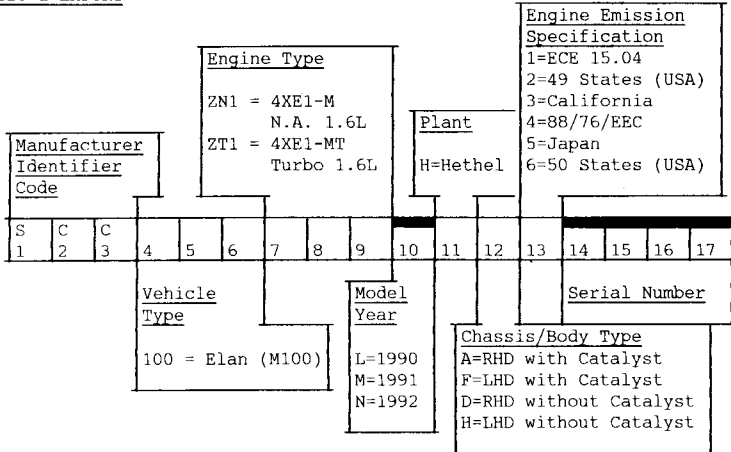 Engine Emission
Specification
1=ECE 15.04
2=49 States (USA)
3=California
4=88/76/EEC
5=Japan
6=50 States (USA)
Engine Type
ZN1 = 4XE1-M
N.A. 1.6L
ZT1 = 4XE1-MT
Turbo 1.6L
Plant
H=Hethel
Manufacturer
Identifier
Code
S C C
1 2 3 4 5 6 7 8 9 10 11 12 13 14 15 16 17
Vehicle
Type
100 = Elan (M100)
Model
Year
L=1990
M=1991
N=1992
Serial Number
Chassis/Body Type
A=RHD with Catalyst
F=LHD with Catalyst
D=RHD without Catalyst
H=LHD without Catalyst